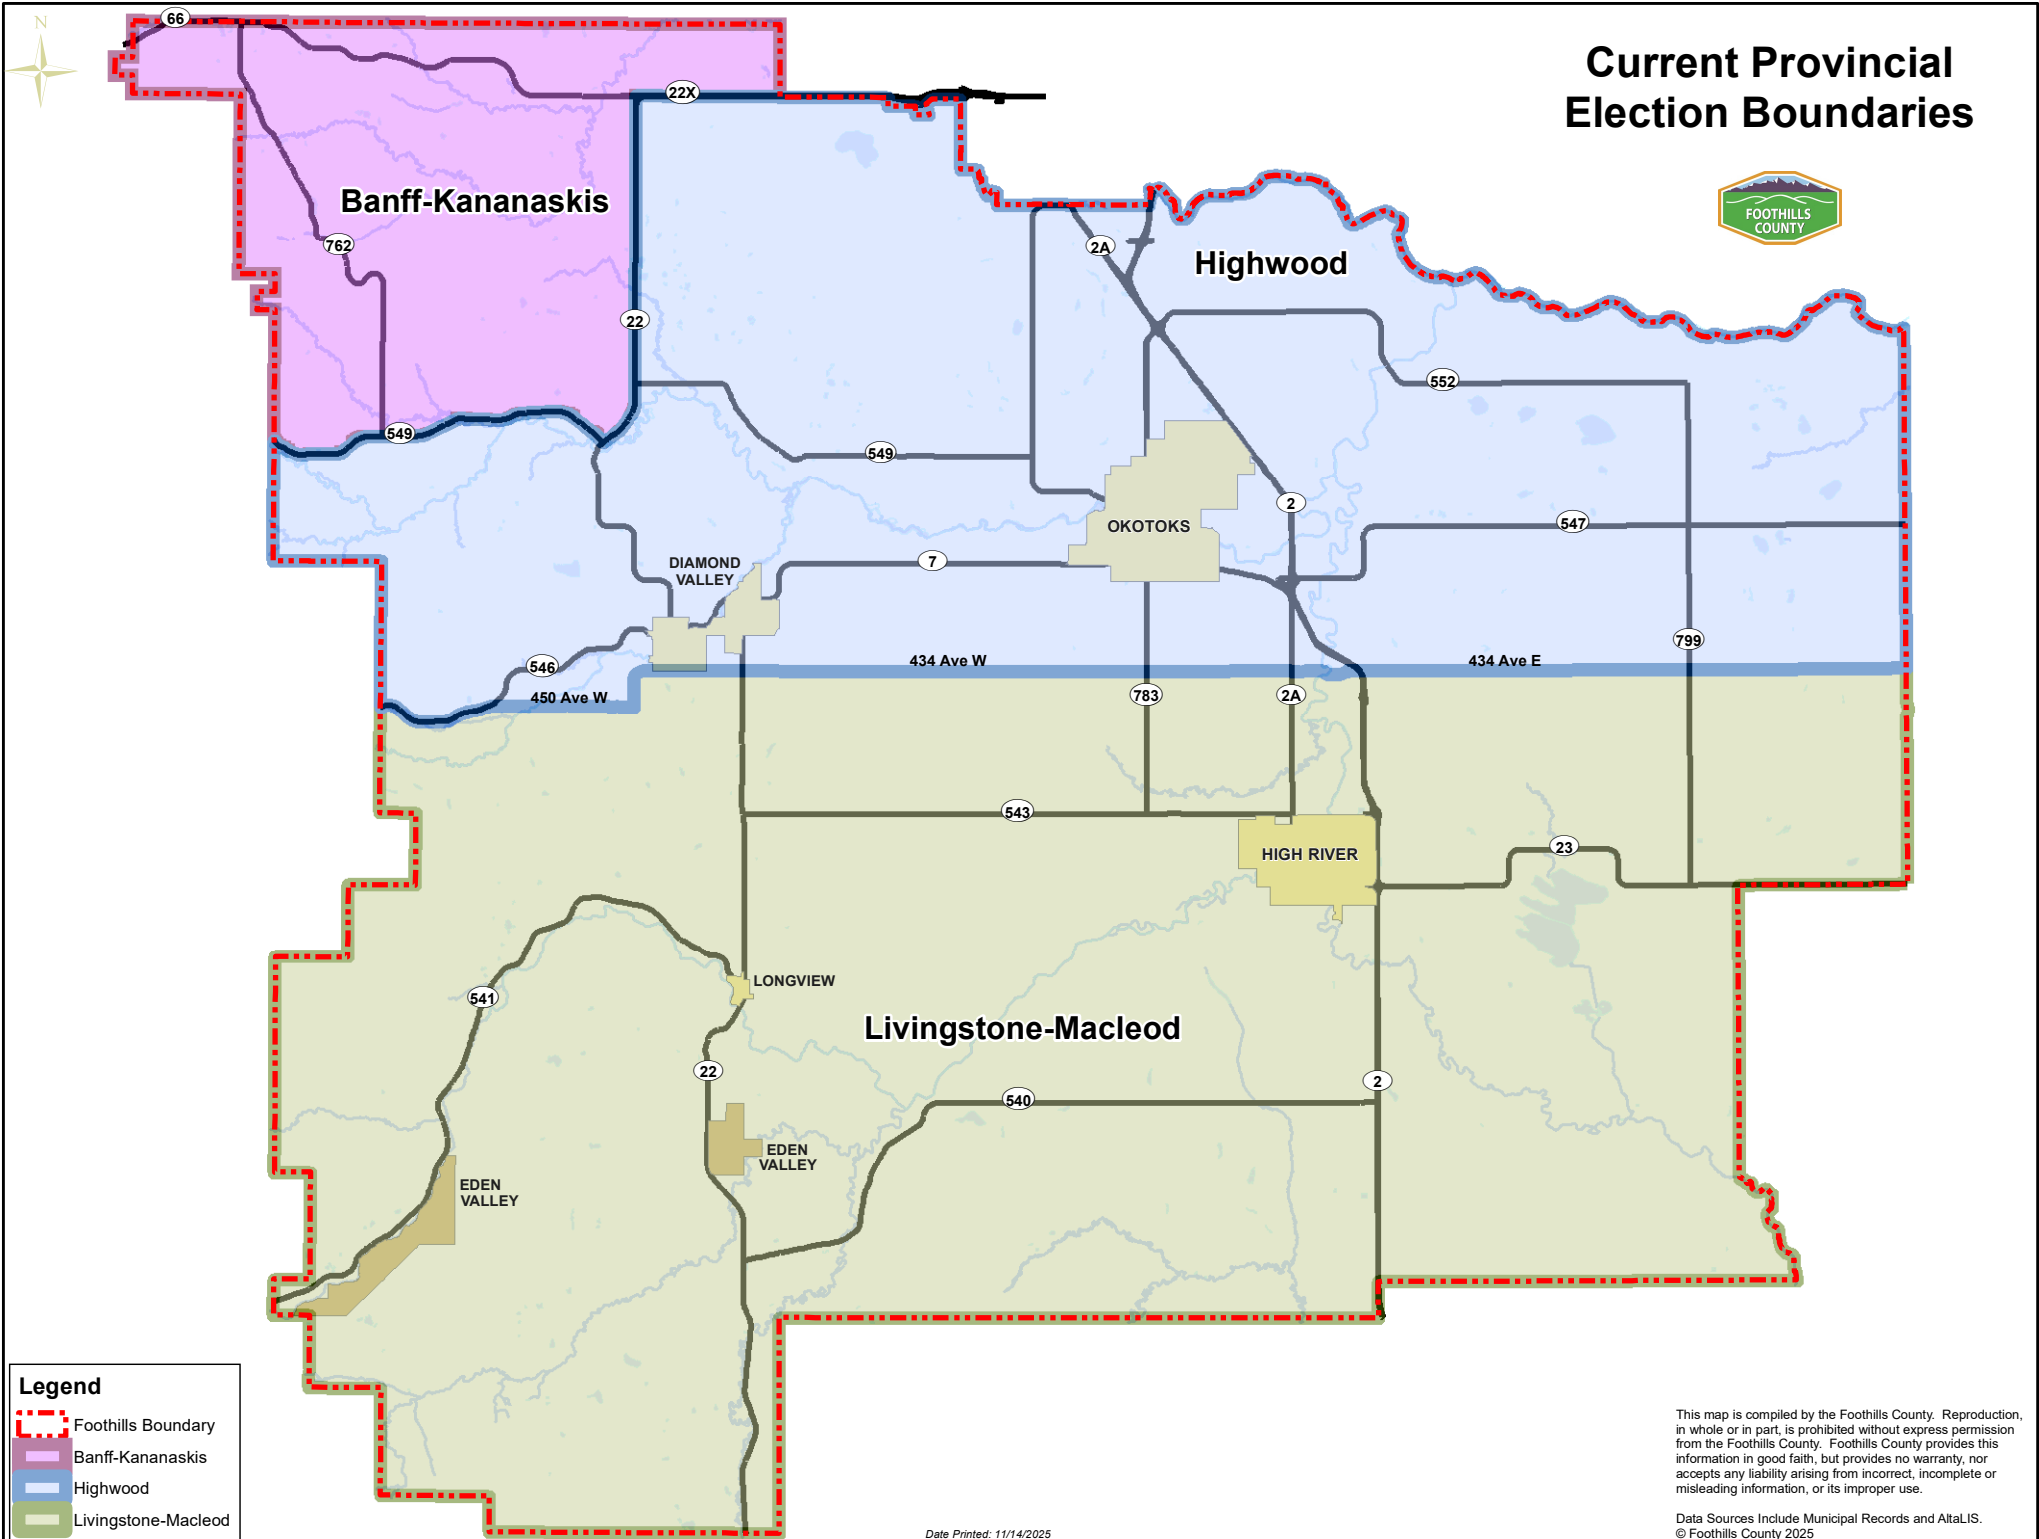 N
Current Provincial
Election Boundaries
FOOTHILLS
COUNTY
66
22X
Banff-Kananaskis
762
22
549
2A
Highwood
552
549
2
547
OKOTOKS
DIAMOND
VALLEY
7
799
546
434 Ave W
434 Ave E
450 Ave W
783
2A
543
HIGH RIVER
23
541
LONGVIEW
Livingstone-Macleod
22
2
540
EDEN
VALLEY
EDEN
VALLEY
Legend
Foothills Boundary
Banff-Kananaskis
Highwood
Livingstone-Macleod
Date Printed: 11/14/2025
This map is compiled by the Foothills County. Reproduction,
in whole or in part, is prohibited without express permission
from the Foothills County. Foothills County provides this
information in good faith, but provides no warranty, nor
accepts any liability arising from incorrect, incomplete or
misleading information, or its improper use.
Data Sources Include Municipal Records and AltaLIS.
© Foothills County 2025